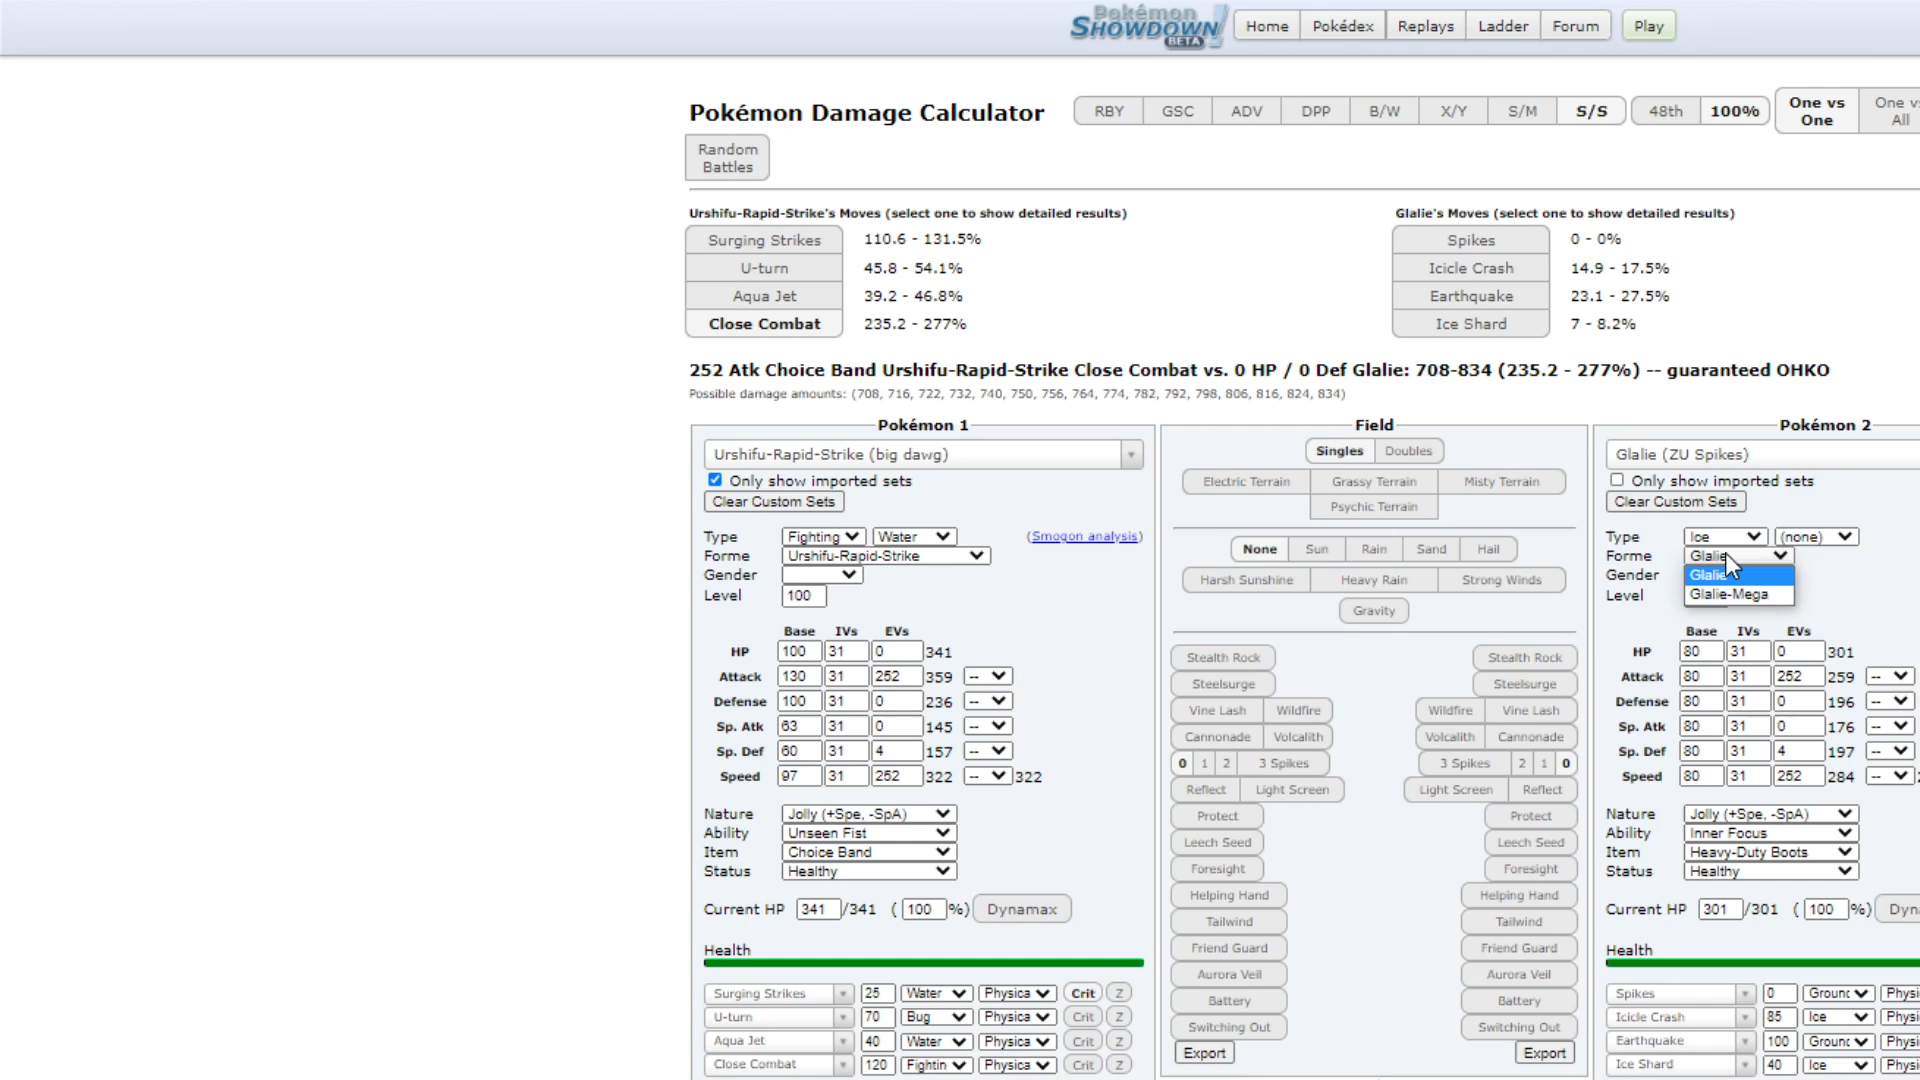 Pokémon
SHOWDOWN!
BETA
Home Pokédex Replays Ladder Forum Play
Pokémon Damage Calculator RBY GSC ADV DPP B/W X/Y S/M S/S 48th 100% One vs One One vs All
Random Battles
Urshifu-Rapid-Strike's Moves (select one to show detailed results) Glalie's Moves (select one to show detailed results)
Surging Strikes 110.6 - 131.5% Spikes 0 - 0%
U-turn 45.8 - 54.1% Icicle Crash 14.9 - 17.5%
Aqua Jet 39.2 - 46.8% Earthquake 23.1 - 27.5%
Close Combat 235.2 - 277% Ice Shard 7 - 8.2%
252 Atk Choice Band Urshifu-Rapid-Strike Close Combat vs. 0 HP / 0 Def Glalie: 708-834 (235.2 - 277%) -- guaranteed OHKO
Possible damage amounts: (708, 716, 722, 732, 740, 750, 756, 764, 774, 782, 792, 798, 806, 816, 824, 834)
Pokémon 1
Urshifu-Rapid-Strike (big dawg)
Only show imported sets
Clear Custom Sets
Type Fighting Water (Smogon analysis)
Forme Urshifu-Rapid-Strike
Gender
Level 100
Base IVs EVs
HP 100 31 0 341
Attack 130 31 252 359 --
Defense 100 31 0 236 --
Sp. Atk 63 31 0 145 --
Sp. Def 60 31 4 157 --
Speed 97 31 252 322 -- 322
Nature Jolly (+Spe, -SpA)
Ability Unseen Fist
Item Choice Band
Status Healthy
Current HP 341 /341 ( 100 %) Dynamax
Health
Surging Strikes 25 Water Physica Crit Z
U-turn 70 Bug Physica Crit Z
Aqua Jet 40 Water Physica Crit Z
Close Combat 120 Fightin Physica Crit Z
Field
Singles Doubles
Electric Terrain Grassy Terrain Misty Terrain
Psychic Terrain
None Sun Rain Sand Hail
Harsh Sunshine Heavy Rain Strong Winds
Gravity
Stealth Rock Stealth Rock
Steelsurge Steelsurge
Vine Lash Wildfire Wildfire Vine Lash
Cannonade Volcalith Volcalith Cannonade
0 1 2 3 Spikes 3 Spikes 2 1 0
Reflect Light Screen Light Screen Reflect
Protect Protect
Leech Seed Leech Seed
Foresight Foresight
Helping Hand Helping Hand
Tailwind Tailwind
Friend Guard Friend Guard
Aurora Veil Aurora Veil
Battery Battery
Switching Out Switching Out
Export Export
Pokémon 2
Glalie (ZU Spikes)
Only show imported sets
Clear Custom Sets
Type Ice (none)
Forme Glalie
Gender Glalie
Glalie-Mega
Level
Base IVs EVs
HP 80 31 0 301
Attack 80 31 252 259 --
Defense 80 31 0 196 --
Sp. Atk 80 31 0 176 --
Sp. Def 80 31 4 197 --
Speed 80 31 252 284 --
Nature Jolly (+Spe, -SpA)
Ability Inner Focus
Item Heavy-Duty Boots
Status Healthy
Current HP 301 /301 ( 100 %) Dyn
Health
Spikes 0 Ground Physi
Icicle Crash 85 Ice Physi
Earthquake 100 Ground Physi
Ice Shard 40 Ice Physi